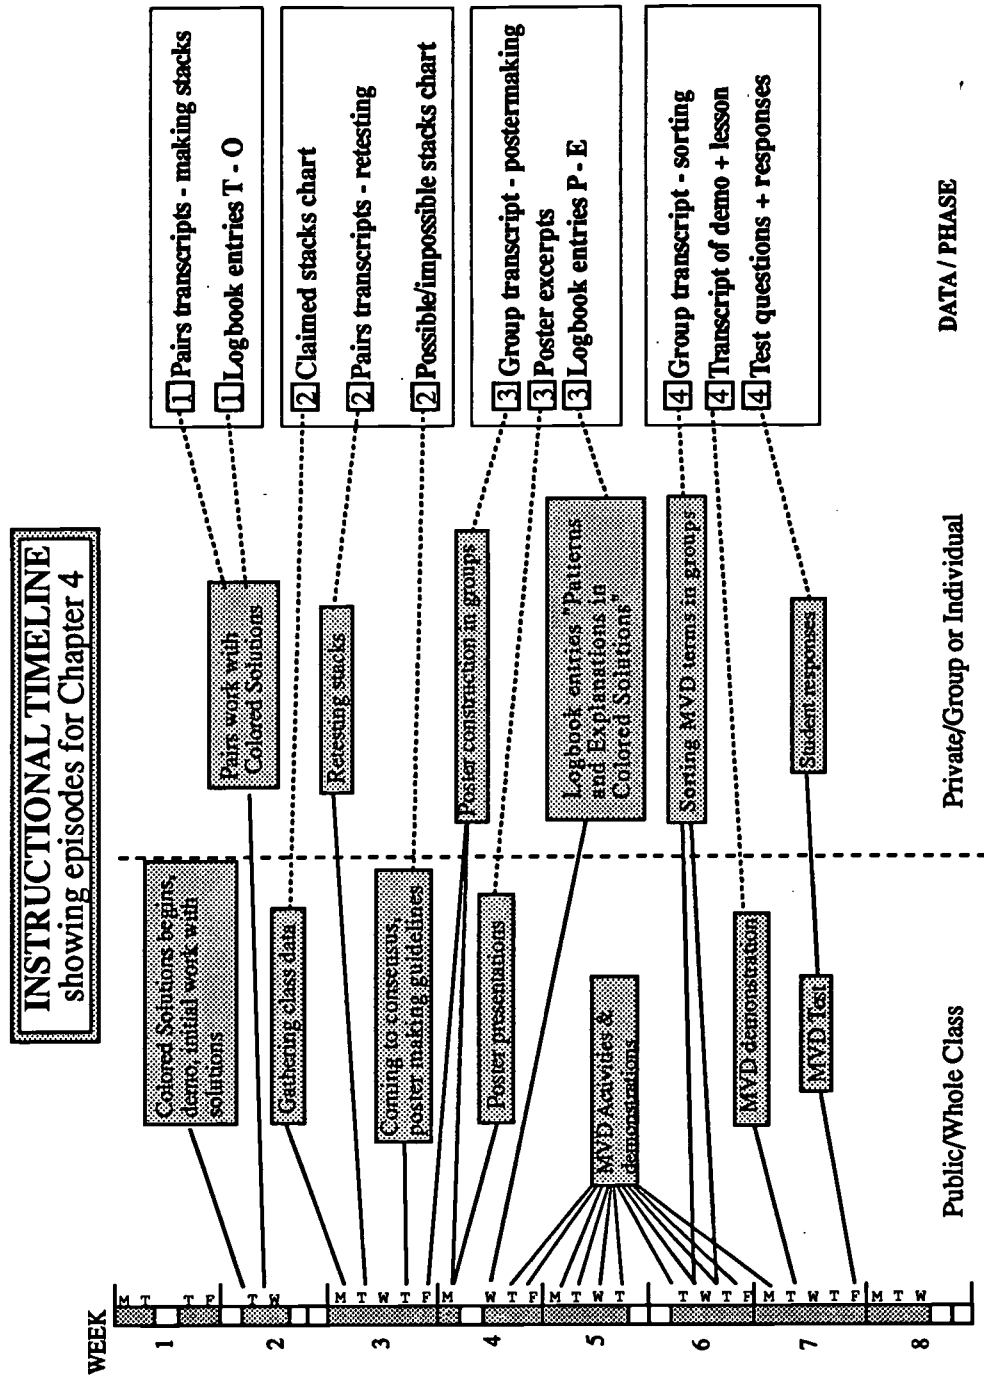 INSTRUCTIONAL TIMELINE
showing episodes for Chapter 4
WEEK
1
2
3
4
5
6
7
8
M T T F
T W
M T W T F
M W T F
M T W T
T W T F
M T W T F
M T W
Colored Solutions begins,
demo, initial work with
solutions
Gathering class data
Coming to consensus,
poster making guidelines
Poster presentations
MVD Activities &
demonstrations
MVD demonstration
MVD Test
Public/Whole Class
Pairs work with
Colored Solutions
Retesting stacks
Poster construction in groups
Logbook entries "Patterns
and Explanations in
Colored Solutions"
Sorting MVD terms in groups
Student responses
Private/Group or Individual
1 Pairs transcripts - making stacks
1 Logbook entries T - O
2 Claimed stacks chart
2 Pairs transcripts - retesting
2 Possible/impossible stacks chart
3 Group transcript - postermaking
3 Poster excerpts
3 Logbook entries P - E
4 Group transcript - sorting
4 Transcript of demo + lesson
4 Test questions + responses
DATA / PHASE